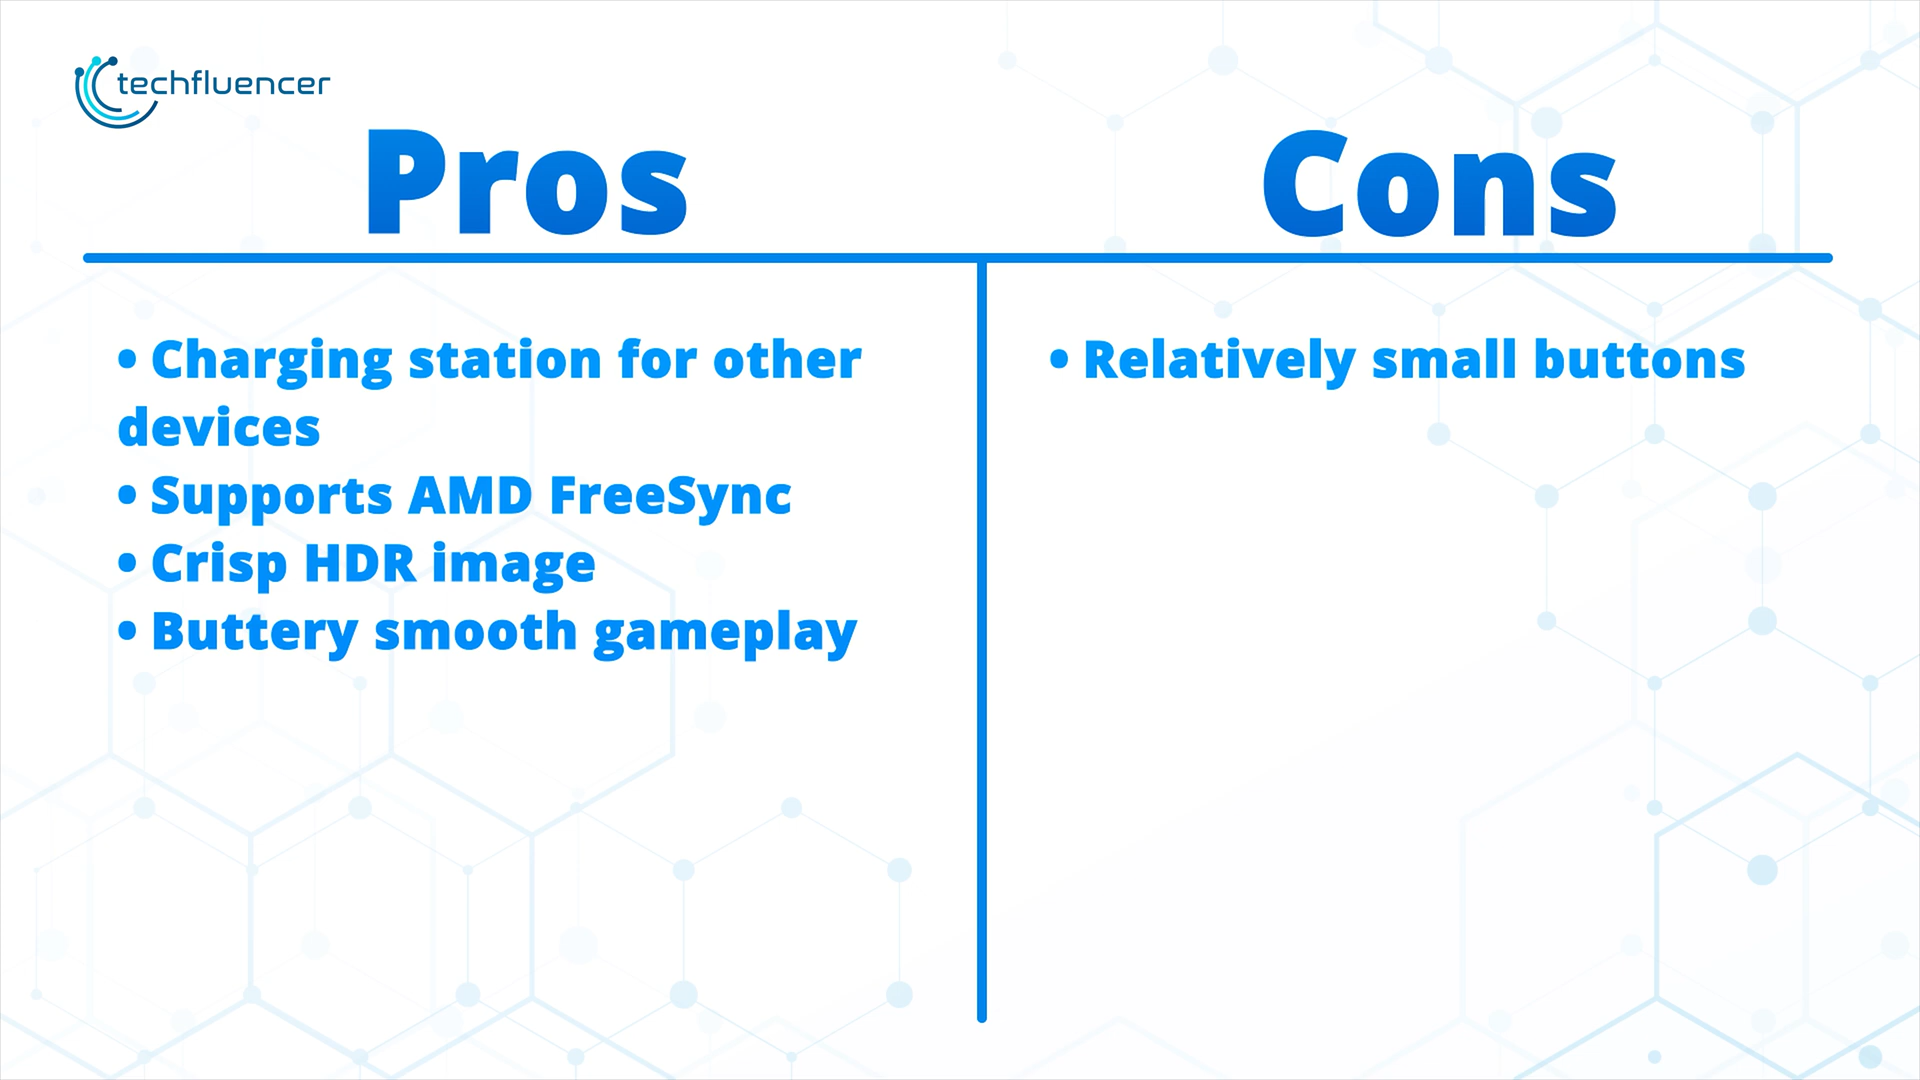 techfluencer
Pros
Cons
• Charging station for other
devices
• Supports AMD FreeSync
• Crisp HDR image
• Buttery smooth gameplay
• Relatively small buttons